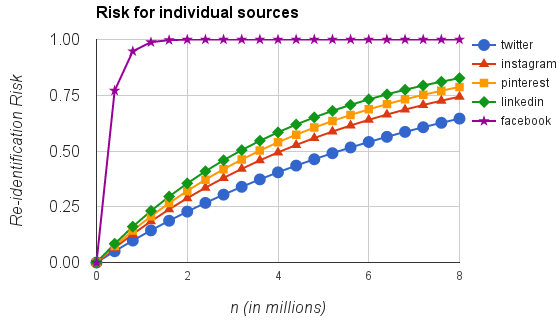 Risk for individual sources
1.00
0.75
0.50
0.25
0.00
Re-identification Risk
0
2
4
6
8
n (in millions)
twitter
instagram
pinterest
linkedin
facebook